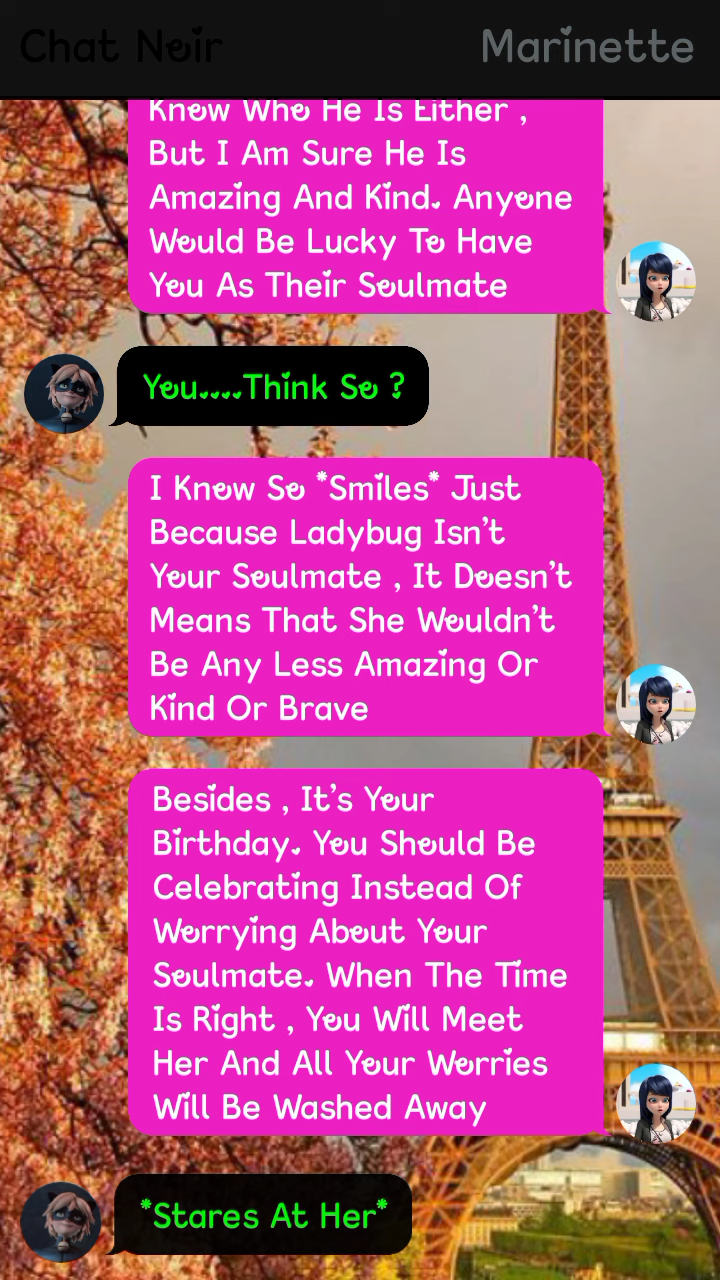 Chat Noir
Marinette
Know Who He Is Either ,
But I Am Sure He Is
Amazing And Kind. Anyone
Would Be Lucky To Have
You As Their Soulmate
You....Think So ?
I Know So *Smiles* Just
Because Ladybug Isn't
Your Soulmate , It Doesn't
Means That She Wouldn't
Be Any Less Amazing Or
Kind Or Brave
Besides , It's Your
Birthday. You Should Be
Celebrating Instead Of
Worrying About Your
Soulmate. When The Time
Is Right , You Will Meet
Her And All Your Worries
Will Be Washed Away
*Stares At Her*